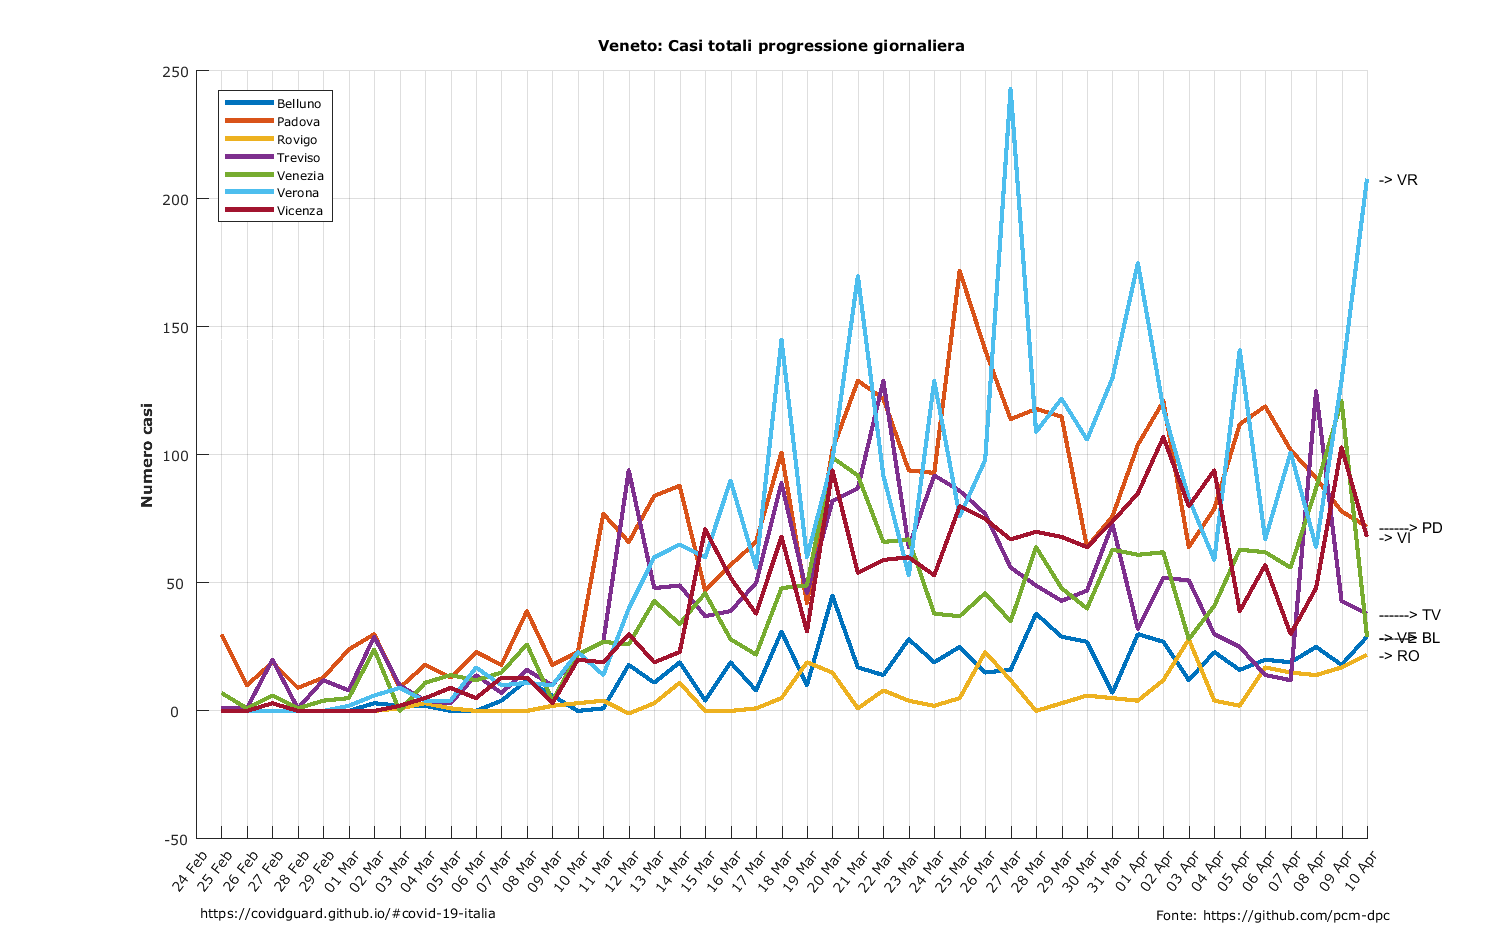 Veneto: Casi totali progressione giornaliera
250
200
150
100
50
0
-50
Numero casi
Belluno
Padova
Rovigo
Treviso
Venezia
Verona
Vicenza
-> VR
------> PD
-> VI
------> TV
-> VE
------> BL
-> RO
24 Feb
25 Feb
26 Feb
27 Feb
28 Feb
29 Feb
01 Mar
02 Mar
03 Mar
04 Mar
05 Mar
06 Mar
07 Mar
08 Mar
09 Mar
10 Mar
11 Mar
12 Mar
13 Mar
14 Mar
15 Mar
16 Mar
17 Mar
18 Mar
19 Mar
20 Mar
21 Mar
22 Mar
23 Mar
24 Mar
25 Mar
26 Mar
27 Mar
28 Mar
29 Mar
30 Mar
31 Mar
01 Apr
02 Apr
03 Apr
04 Apr
05 Apr
06 Apr
07 Apr
08 Apr
09 Apr
10 Apr
https://covidguard.github.io/#covid-19-italia
Fonte: https://github.com/pcm-dpc